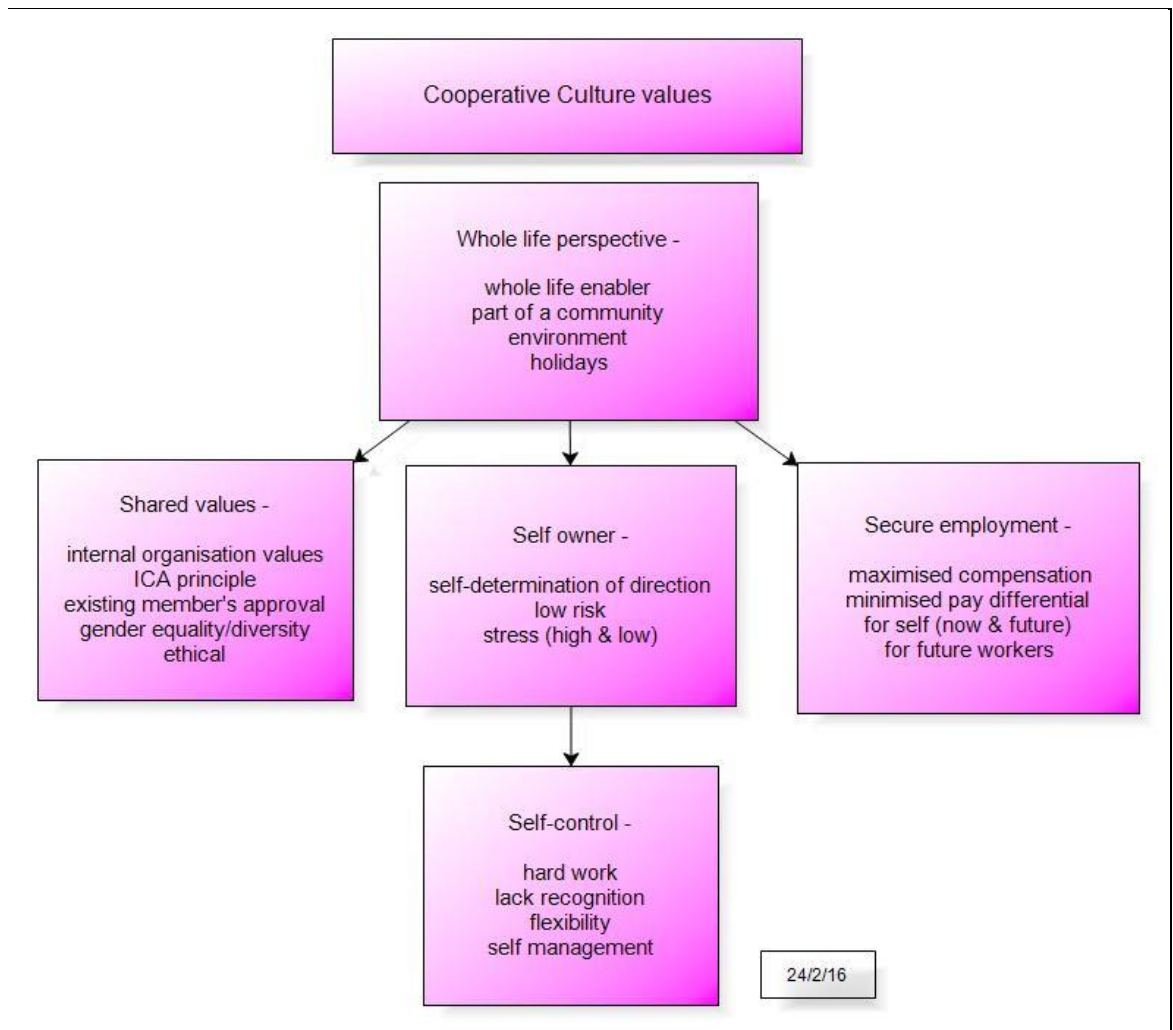 Cooperative Culture values
Whole life perspective -
whole life enabler
part of a community
environment
holidays
Shared values -
internal organisation values
ICA principle
existing member's approval
gender equality/diversity
ethical
Self owner -
self-determination of direction
low risk
stress (high & low)
Secure employment -
maximised compensation
minimised pay differential
for self (now & future)
for future workers
Self-control -
hard work
lack recognition
flexibility
self management
24/2/16